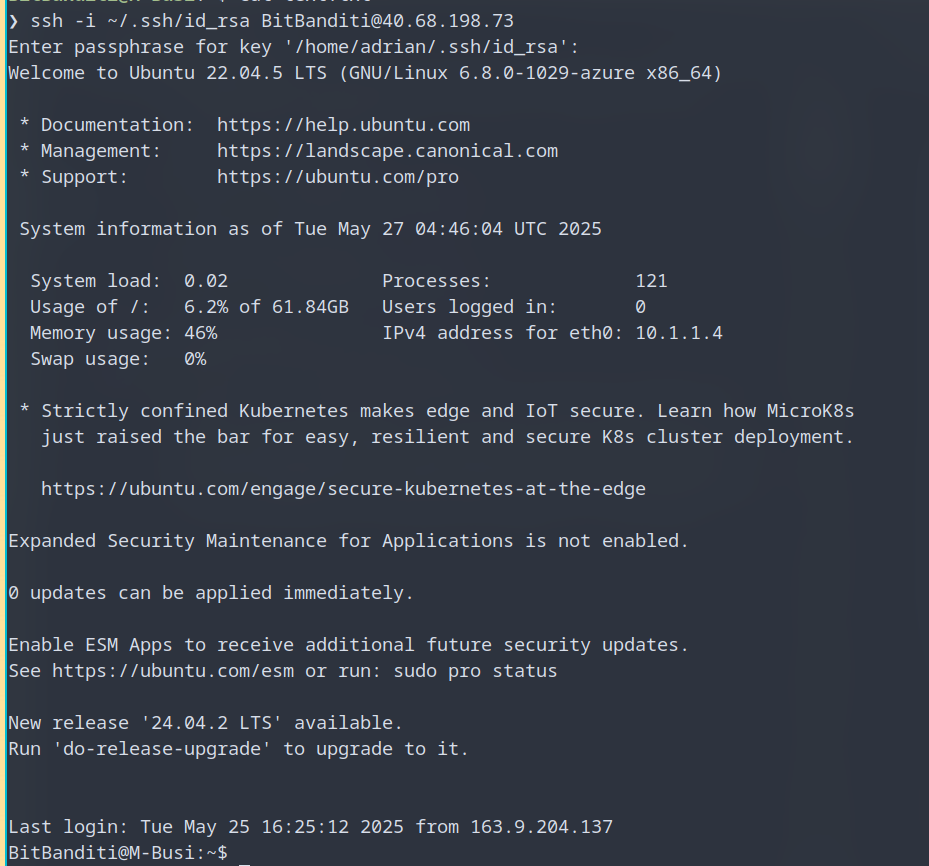 ❯ ssh -i ~/.ssh/id_rsa BitBanditi@40.68.198.73
Enter passphrase for key '/home/adrian/.ssh/id_rsa':
Welcome to Ubuntu 22.04.5 LTS (GNU/Linux 6.8.0-1029-azure x86_64)

 * Documentation:  https://help.ubuntu.com
 * Management:     https://landscape.canonical.com
 * Support:        https://ubuntu.com/pro

 System information as of Tue May 27 04:46:04 UTC 2025

  System load:  0.02              Processes:             121
  Usage of /:   6.2% of 61.84GB   Users logged in:       0
  Memory usage: 46%               IPv4 address for eth0: 10.1.1.4
  Swap usage:   0%

 * Strictly confined Kubernetes makes edge and IoT secure. Learn how MicroK8s
   just raised the bar for easy, resilient and secure K8s cluster deployment.

   https://ubuntu.com/engage/secure-kubernetes-at-the-edge

Expanded Security Maintenance for Applications is not enabled.

0 updates can be applied immediately.

Enable ESM Apps to receive additional future security updates.
See https://ubuntu.com/esm or run: sudo pro status

New release '24.04.2 LTS' available.
Run 'do-release-upgrade' to upgrade to it.


Last login: Tue May 25 16:25:12 2025 from 163.9.204.137
BitBanditi@M-Busi:~$